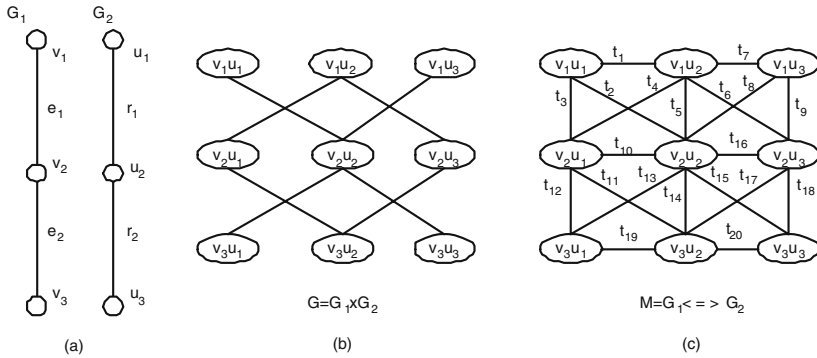 G1 G2
v1 u1
e1 r1
v2 u2
e2 r2
v3 u3
(a)
v1u1 v1u2 v1u3
v2u1 v2u2 v2u3
v3u1 v3u2 v3u3
G=G1xG2
(b)
t1 t7
v1u1 v1u2 v1u3
t3 t2 t4 t5 t6 t8 t9
t10 t16
v2u1 v2u2 v2u3
t12 t11 t13 t14 t15 t17 t18
t19 t20
v3u1 v3u2 v3u3
M=G1< = > G2
(c)